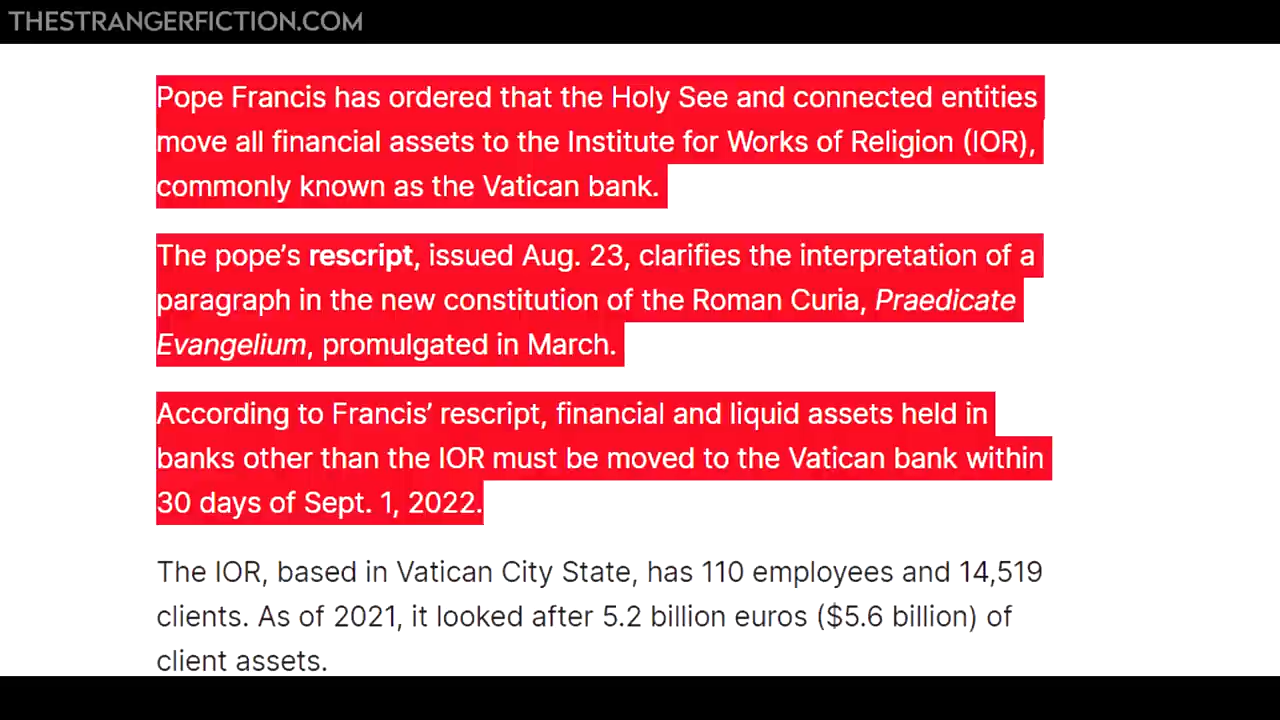 THESTRANGERFICTION.COM
Pope Francis has ordered that the Holy See and connected entities
move all financial assets to the Institute for Works of Religion (IOR),
commonly known as the Vatican bank.
The pope’s rescript, issued Aug. 23, clarifies the interpretation of a
paragraph in the new constitution of the Roman Curia, Praedicate
Evangelium, promulgated in March.
According to Francis’ rescript, financial and liquid assets held in
banks other than the IOR must be moved to the Vatican bank within
30 days of Sept. 1, 2022.
The IOR, based in Vatican City State, has 110 employees and 14,519
clients. As of 2021, it looked after 5.2 billion euros ($5.6 billion) of
client assets.